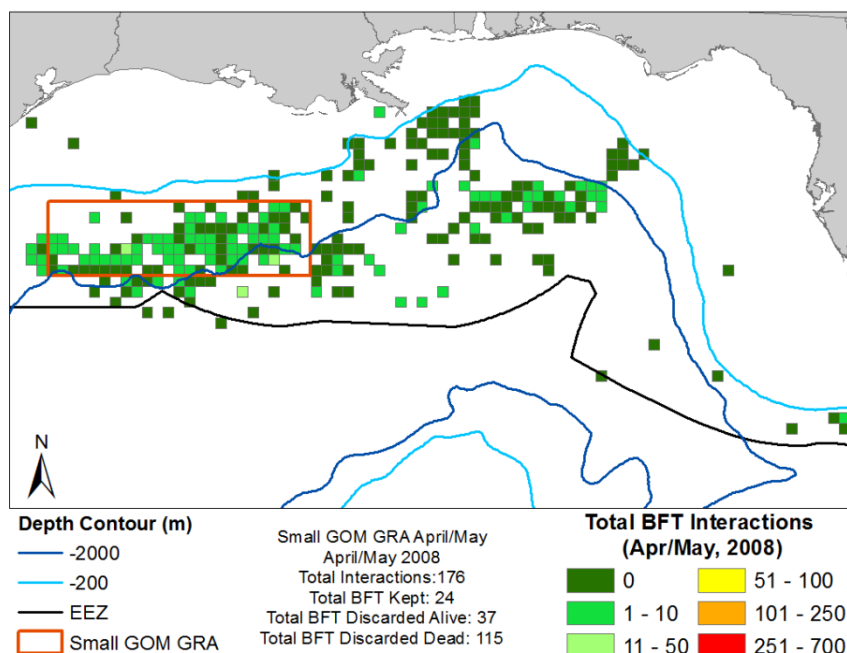 N
Depth Contour (m)
-2000
-200
EEZ
Small GOM GRA
Small GOM GRA April/May
April/May 2008
Total Interactions:176
Total BFT Kept: 24
Total BFT Discarded Alive: 37
Total BFT Discarded Dead: 115
Total BFT Interactions
(Apr/May, 2008)
0
1 - 10
11 - 50
51 - 100
101 - 250
251 - 700